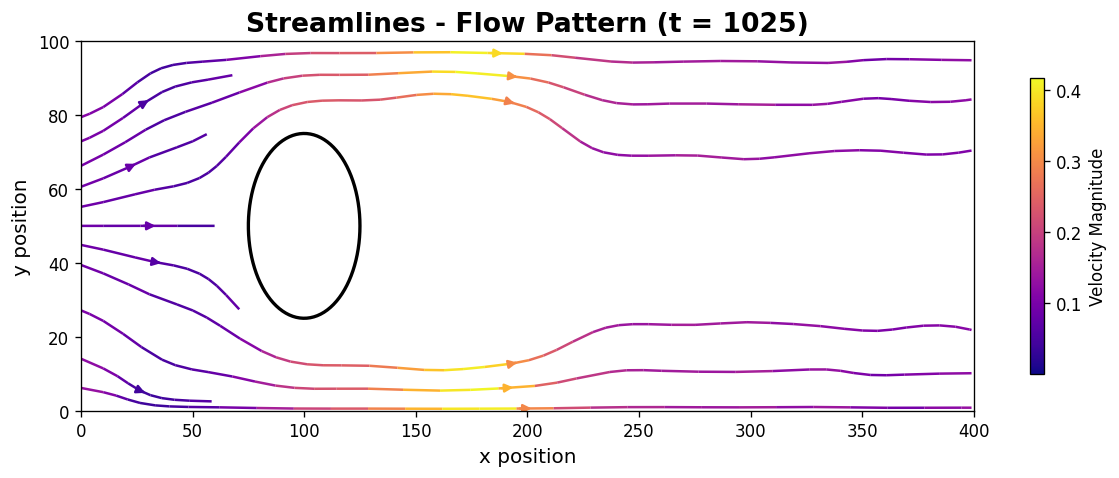 Streamlines - Flow Pattern (t = 1025)
100
80
60
40
20
0
y position
0 50 100 150 200 250 300 350 400
x position
0.4
0.3
0.2
0.1
Velocity Magnitude